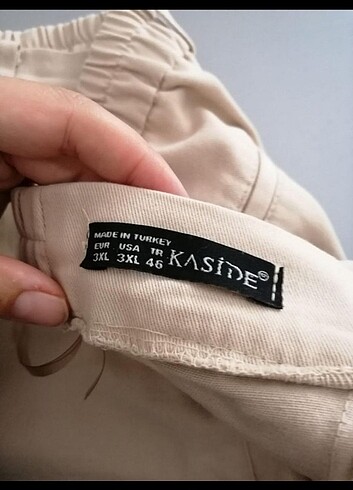 MADE IN TURKEY
EUR USA TR
3XL 3XL 46
KASİDE®